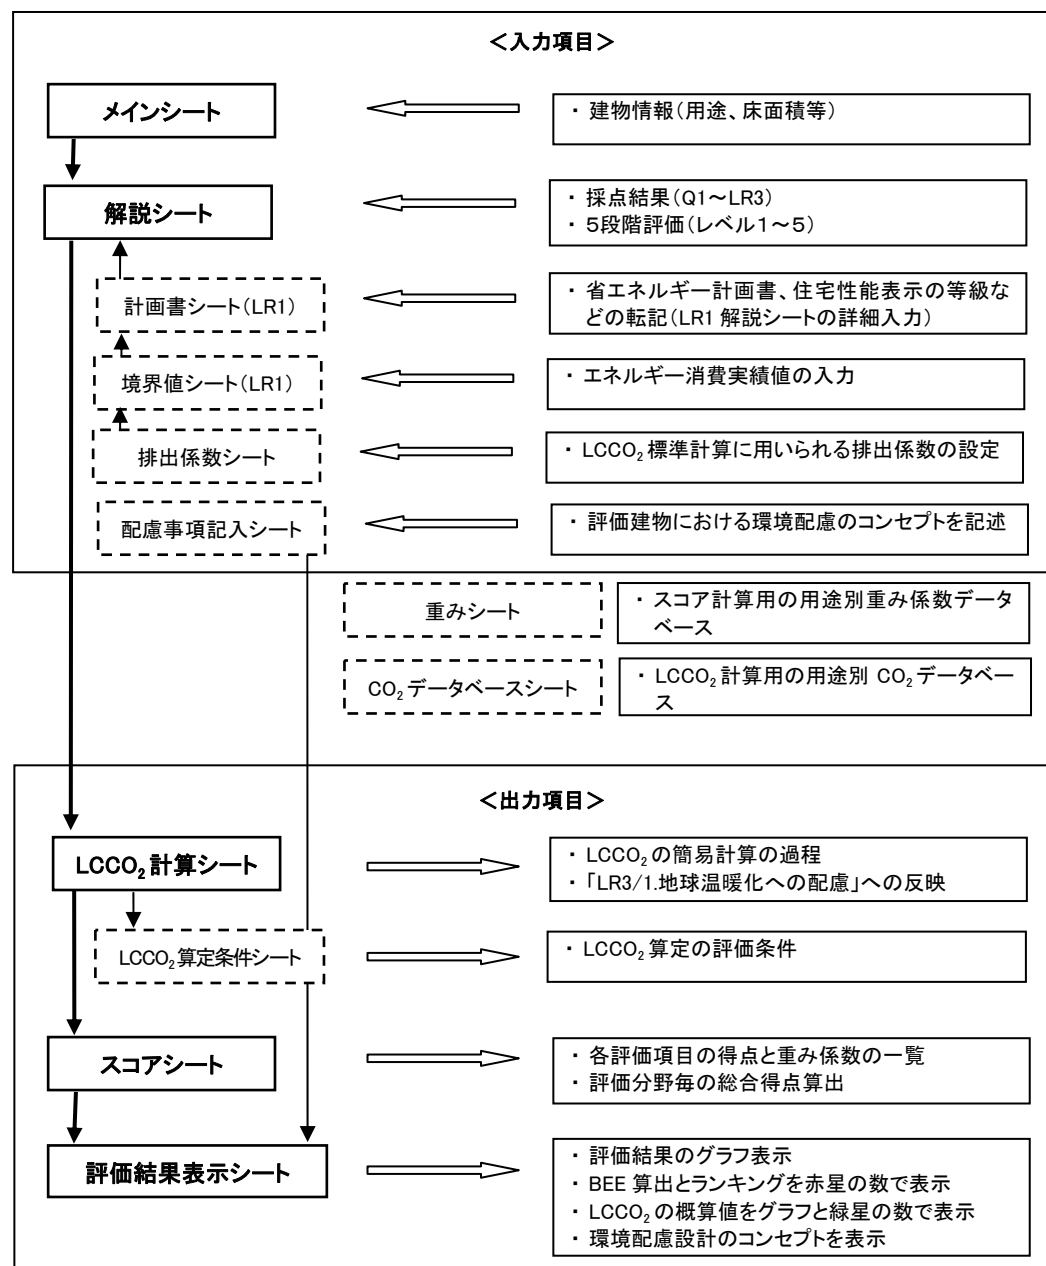 ＜入力項目＞
メインシート
・ 建物情報（用途、床面積等）
解説シート
・ 採点結果（Q1～LR3）
・ 5段階評価（レベル１～５）
計画書シート（LR1）
・ 省エネルギー計画書、住宅性能表示の等級な
どの転記（LR1 解説シートの詳細入力）
境界値シート（LR1）
・ エネルギー消費実績値の入力
排出係数シート
・ LCCO₂ 標準計算に用いられる排出係数の設定
配慮事項記入シート
・ 評価建物における環境配慮のコンセプトを記述
重みシート
・ スコア計算用の用途別重み係数データ
ベース
CO₂ データベースシート
・ LCCO₂ 計算用の用途別 CO₂ データベー
ス
＜出力項目＞
LCCO₂ 計算シート
・ LCCO₂ の簡易計算の過程
・ 「LR3/1.地球温暖化への配慮」への反映
LCCO₂ 算定条件シート
・ LCCO₂ 算定の評価条件
スコアシート
・ 各評価項目の得点と重み係数の一覧
・ 評価分野毎の総合得点算出
評価結果表示シート
・ 評価結果のグラフ表示
・ BEE 算出とランキングを赤星の数で表示
・ LCCO₂ の概算値をグラフと緑星の数で表示
・ 環境配慮設計のコンセプトを表示